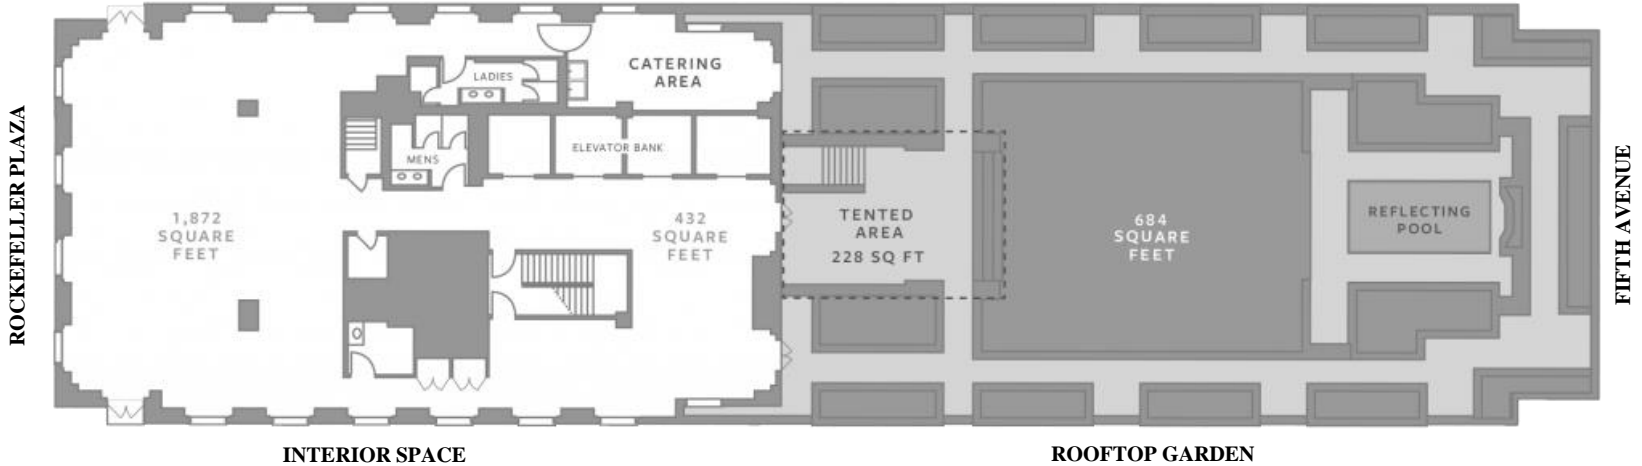 ROCKEFELLER PLAZA
LADIES
CATERING
AREA
MENS
ELEVATOR BANK
1,872
SQUARE
FEET
432
SQUARE
FEET
TENTED
AREA
228 SQ FT
684
SQUARE
FEET
REFLECTING
POOL
FIFTH AVENUE
INTERIOR SPACE
ROOFTOP GARDEN